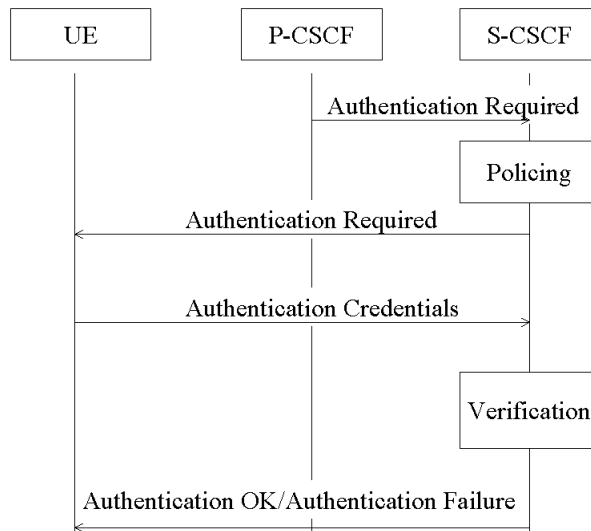 UE
P-CSCF
S-CSCF
Authentication Required
Policing
Authentication Required
Authentication Credentials
Verification
Authentication OK/Authentication Failure